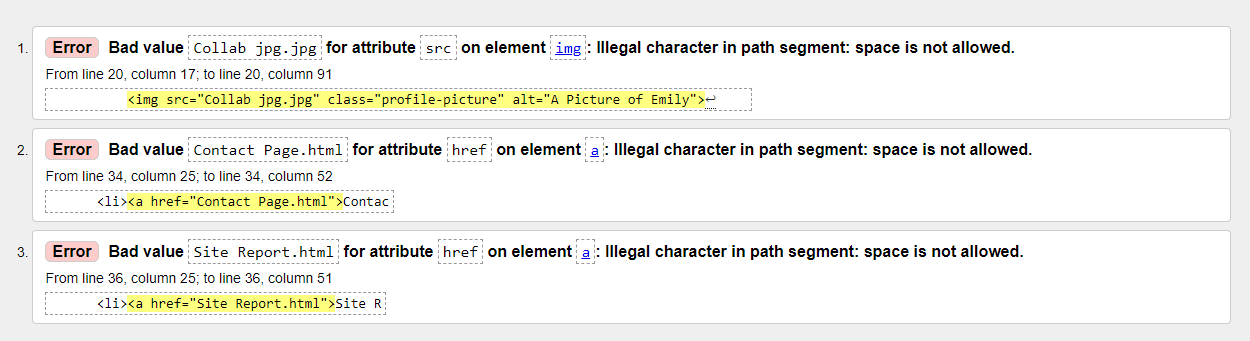 1. Error Bad value Collab jpg.jpg for attribute src on element img: Illegal character in path segment: space is not allowed.
From line 20, column 17; to line 20, column 91
<img src="Collab jpg.jpg" class="profile-picture" alt="A Picture of Emily">↩
2. Error Bad value Contact Page.html for attribute href on element a: Illegal character in path segment: space is not allowed.
From line 34, column 25; to line 34, column 52
<li><a href="Contact Page.html">Contac
3. Error Bad value Site Report.html for attribute href on element a: Illegal character in path segment: space is not allowed.
From line 36, column 25; to line 36, column 51
<li><a href="Site Report.html">Site R